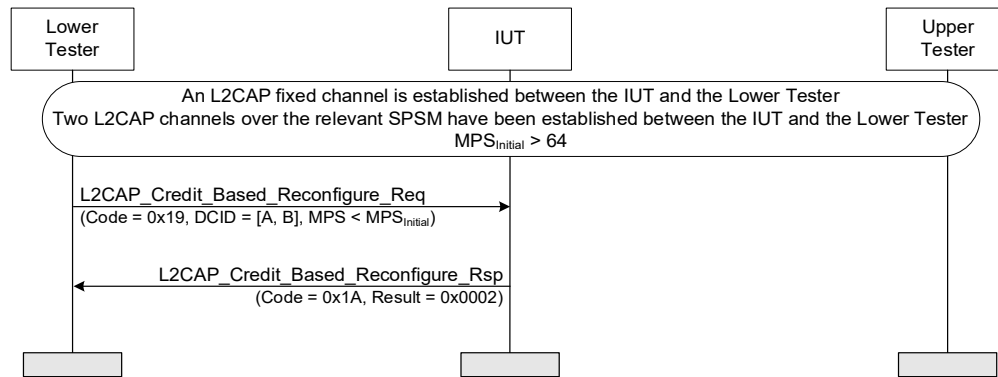 Lower
Tester
IUT
Upper
Tester
An L2CAP fixed channel is established between the IUT and the Lower Tester
Two L2CAP channels over the relevant SPSM have been established between the IUT and the Lower Tester
MPSInitial > 64
L2CAP_Credit_Based_Reconfigure_Req
(Code = 0x19, DCID = [A, B], MPS < MPSInitial)
L2CAP_Credit_Based_Reconfigure_Rsp
(Code = 0x1A, Result = 0x0002)